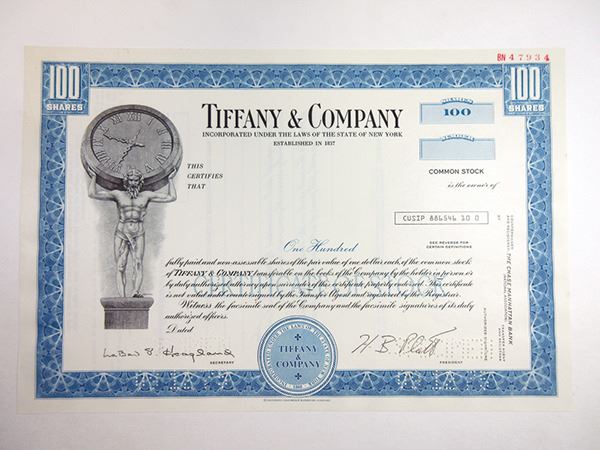 BN 47934
100
SHARES
100
SHARES
TIFFANY & COMPANY
INCORPORATED UNDER THE LAWS OF THE STATE OF NEW YORK
ESTABLISHED IN 1837
SHARES
100
NUMBER
THIS
CERTIFIES
THAT
COMMON STOCK
is the owner of
CUSIP 886546 10 0
SEE REVERSE FOR
CERTAIN DEFINITIONS
One Hundred
fully paid and non-assessable shares of the par value of one dollar each, of the common stock
of TIFFANY & COMPANY transferable on the books of the Company by the holder in person or
by duly authorized attorney upon surrender of this certificate properly endorsed. This certificate
is not valid until countersigned by the Transfer Agent and registered by the Registrar.
Witness the facsimile seal of the Company and the facsimile signatures of its duly
authorized officers.
Dated
THE CHASE MANHATTAN BANK
SECRETARY
H B Platt
TIFFANY
&
COMPANY